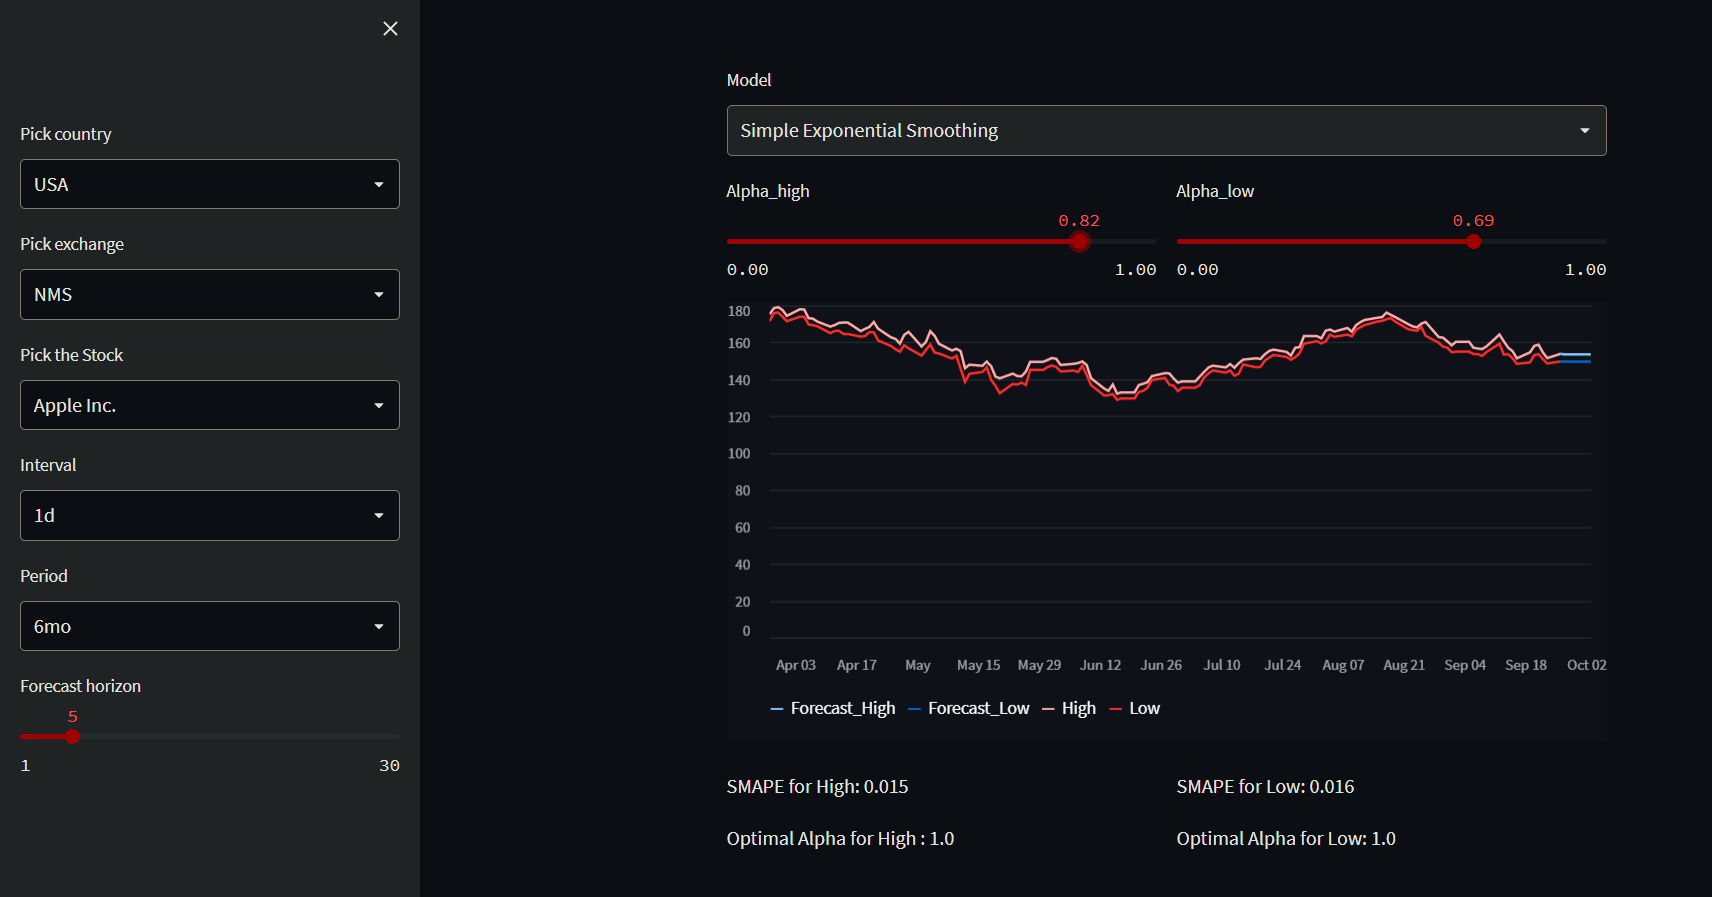 Pick country
USA
Pick exchange
NMS
Pick the Stock
Apple Inc.
Interval
1d
Period
6mo
Forecast horizon
5
1 30
Model
Simple Exponential Smoothing
Alpha_high Alpha_low
0.82 0.69
0.00 1.00 0.00 1.00
180
160
140
120
100
80
60
40
20
0
Apr 03 Apr 17 May May 15 May 29 Jun 12 Jun 26 Jul 10 Jul 24 Aug 07 Aug 21 Sep 04 Sep 18 Oct 02
Forecast_High Forecast_Low High Low
SMAPE for High: 0.015 SMAPE for Low: 0.016
Optimal Alpha for High : 1.0 Optimal Alpha for Low: 1.0